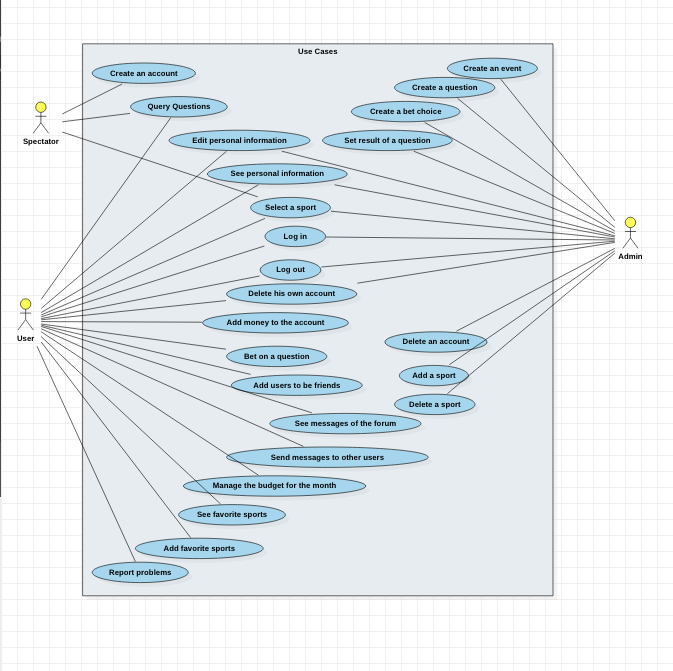 Use Cases
Create an event
Create an account
Create a question
Query Questions
Create a bet choice
Spectator
Edit personal information
Set result of a question
See personal information
Select a sport
Log in
Admin
Log out
Delete his own account
Add money to the account
User
Delete an account
Bet on a question
Add a sport
Add users to be friends
Delete a sport
See messages of the forum
Send messages to other users
Manage the budget for the month
See favorite sports
Add favorite sports
Report problems